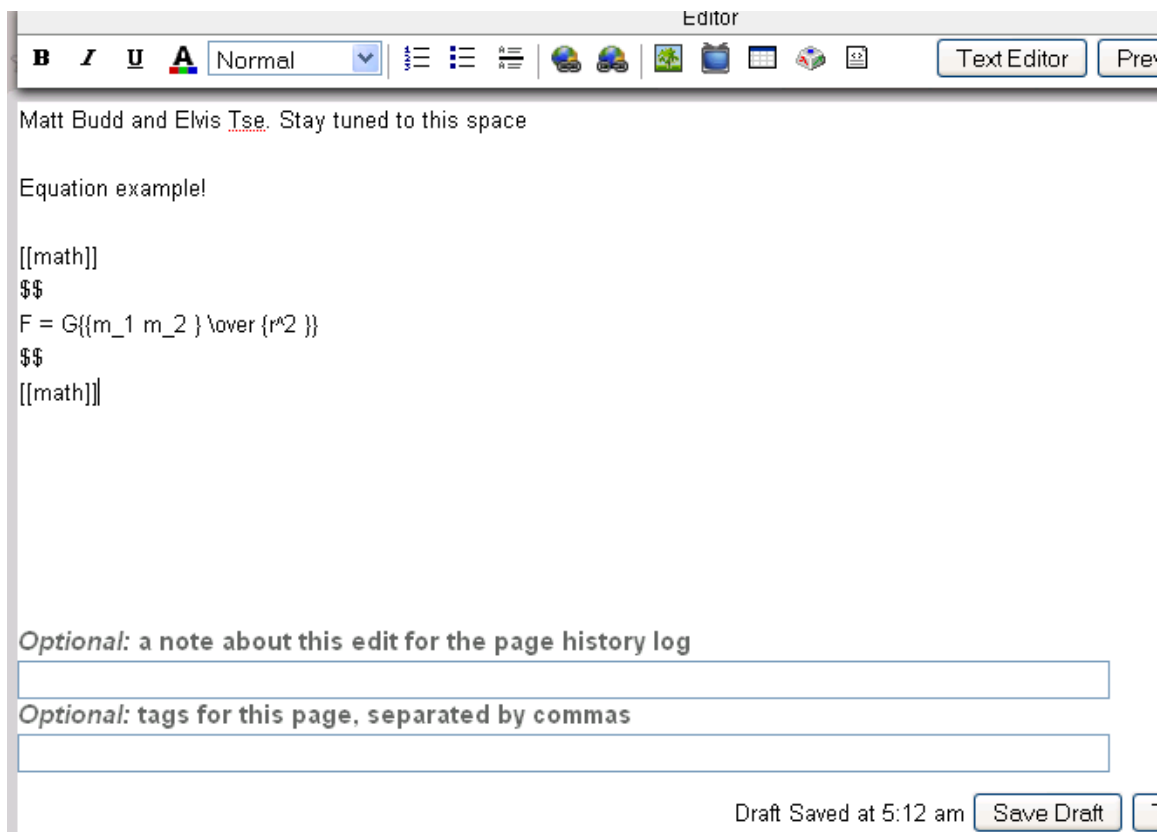 Editor
B I U A Normal Text Editor Prev
Matt Budd and Elvis Tse. Stay tuned to this space
Equation example!
[[math]]
$$
F = G{{m_1 m_2 } \over {r^2 }}
$$
[[math]]
Optional: a note about this edit for the page history log
Optional: tags for this page, separated by commas
Draft Saved at 5:12 am Save Draft